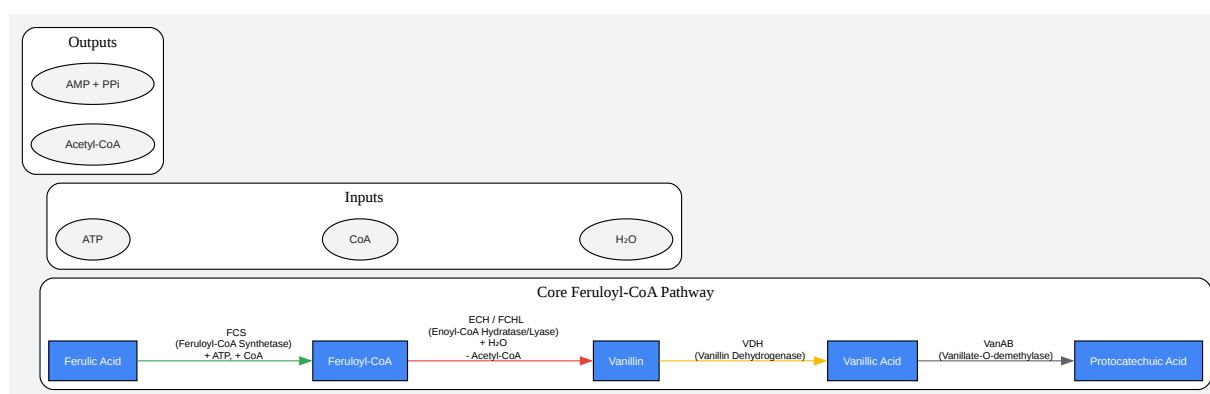 Outputs
AMP + PPi
Acetyl-CoA
Inputs
ATP
CoA
H₂O
Core Feruloyl-CoA Pathway
Ferulic Acid
FCS
(Feruloyl-CoA Synthetase)
+ ATP, + CoA
Feruloyl-CoA
ECH / FCHL
(Enoyl-CoA Hydratase/Lyase)
+ H₂O
- Acetyl-CoA
Vanillin
VDH
(Vanillin Dehydrogenase)
Vanillic Acid
VanAB
(Vanillate-O-demethylase)
Protocatechuic Acid